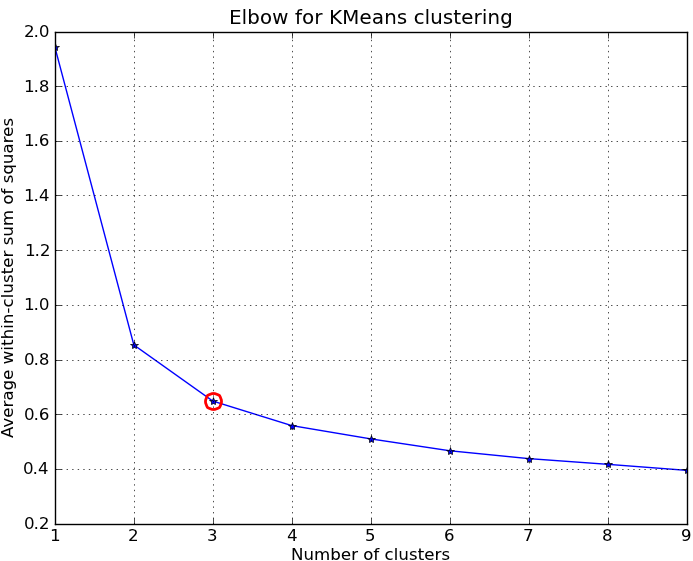 Elbow for KMeans clustering
Average within-cluster sum of squares
2.0
1.8
1.6
1.4
1.2
1.0
0.8
0.6
0.4
0.2
1 2 3 4 5 6 7 8 9
Number of clusters